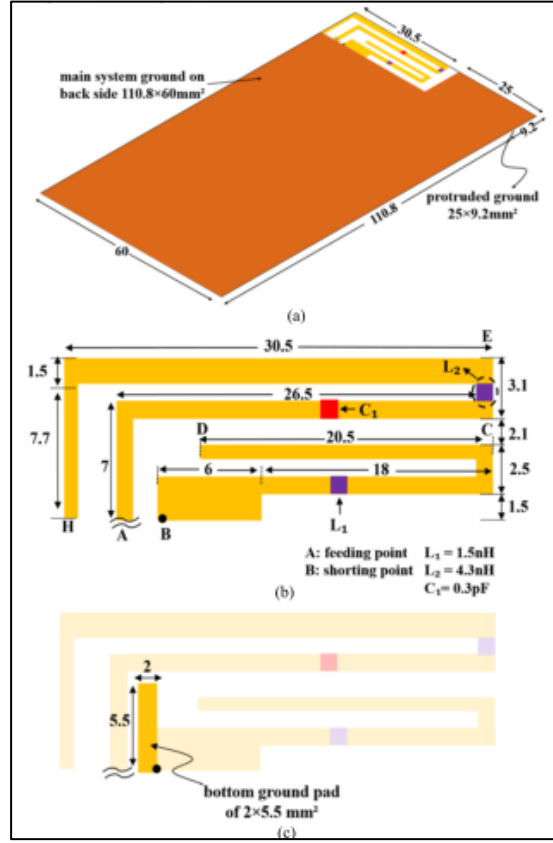 30.5
main system ground on
back side 110.8×60mm²
25
9.2
protruded ground
25×9.2mm²
110.8
60
(a)
E
30.5
L₂
1.5
3.1
26.5
C₁
D
20.5
C
2.1
7.7
7
6
18
2.5
1.5
H
A
B
L₁
A: feeding point L₁ = 1.5nH
B: shorting point L₂ = 4.3nH
C₁= 0.3pF
(b)
2
5.5
bottom ground pad
of 2×5.5 mm²
(c)